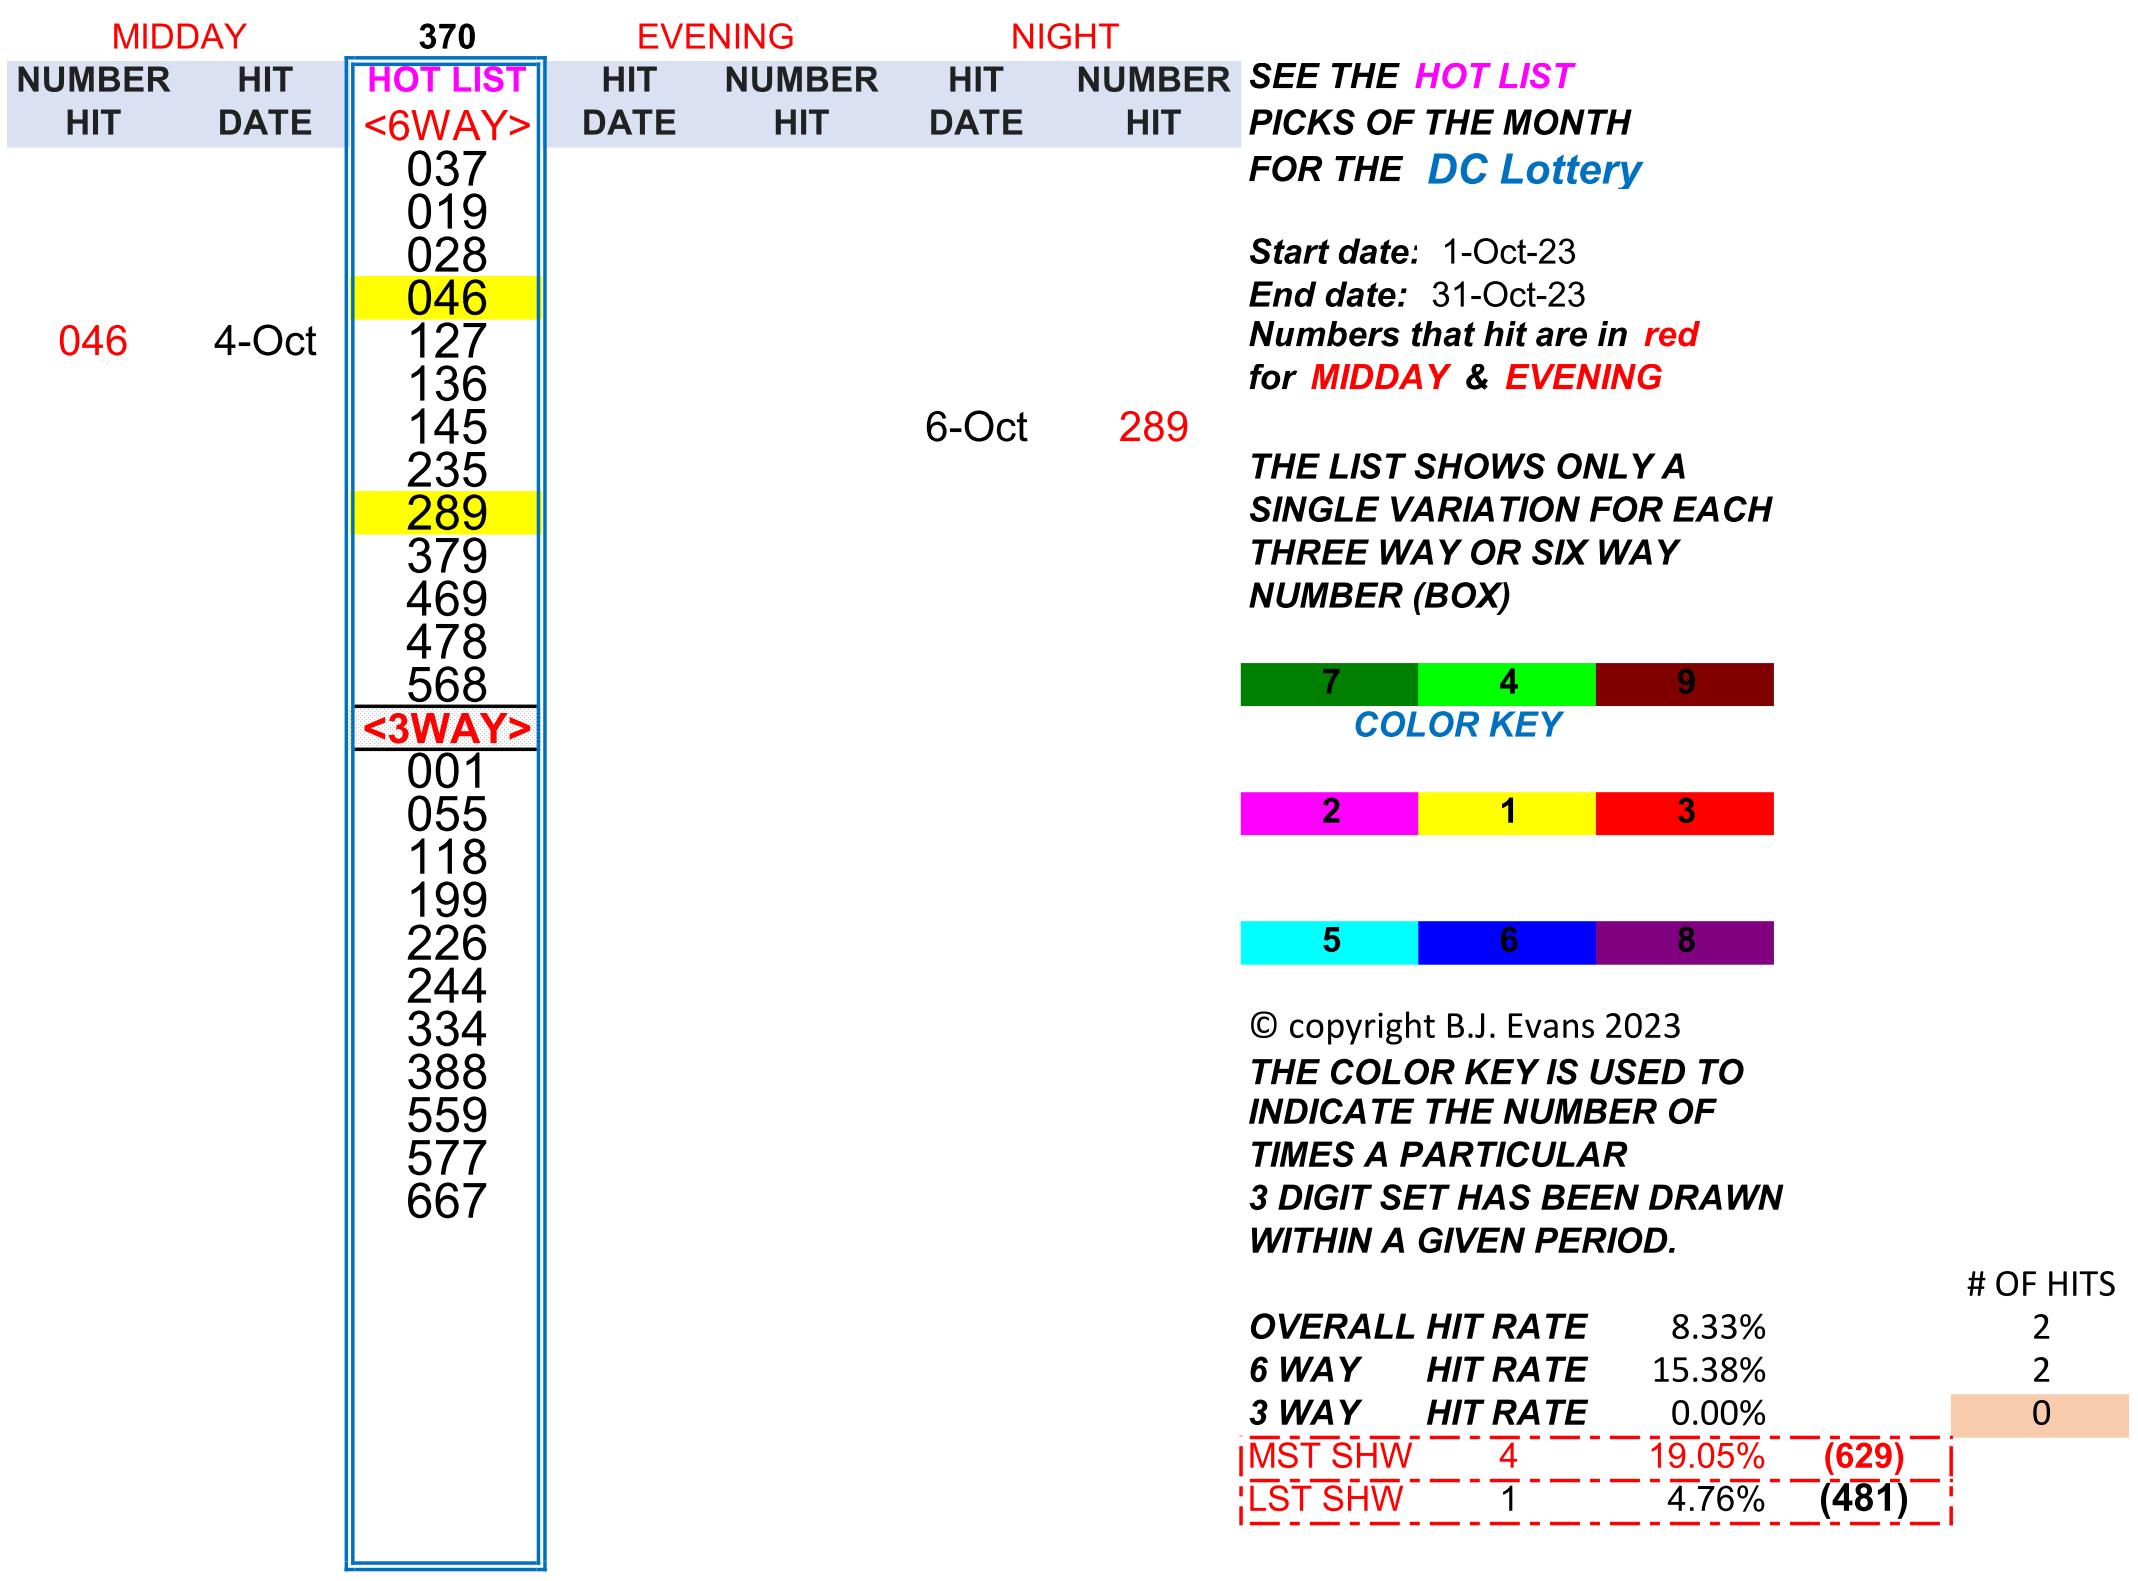 MIDDAY 370 EVENING NIGHT
NUMBER HIT HOT LIST HIT NUMBER HIT NUMBER
HIT DATE <6WAY> DATE HIT DATE HIT
037
019
028
046
046 4-Oct 127
136
145 6-Oct 289
235
289
379
469
478
568
<3WAY>
001
055
118
199
226
244
334
388
559
577
667
SEE THE HOT LIST
PICKS OF THE MONTH
FOR THE DC Lottery
Start date: 1-Oct-23
End date: 31-Oct-23
Numbers that hit are in red
for MIDDAY & EVENING
THE LIST SHOWS ONLY A
SINGLE VARIATION FOR EACH
THREE WAY OR SIX WAY
NUMBER (BOX)
7 4 9
COLOR KEY
2 1 3
5 6 8
© copyright B.J. Evans 2023
THE COLOR KEY IS USED TO
INDICATE THE NUMBER OF
TIMES A PARTICULAR
3 DIGIT SET HAS BEEN DRAWN
WITHIN A GIVEN PERIOD.
# OF HITS
OVERALL HIT RATE 8.33% 2
6 WAY HIT RATE 15.38% 2
3 WAY HIT RATE 0.00% 0
MST SHW 4 19.05% (629)
LST SHW 1 4.76% (481)